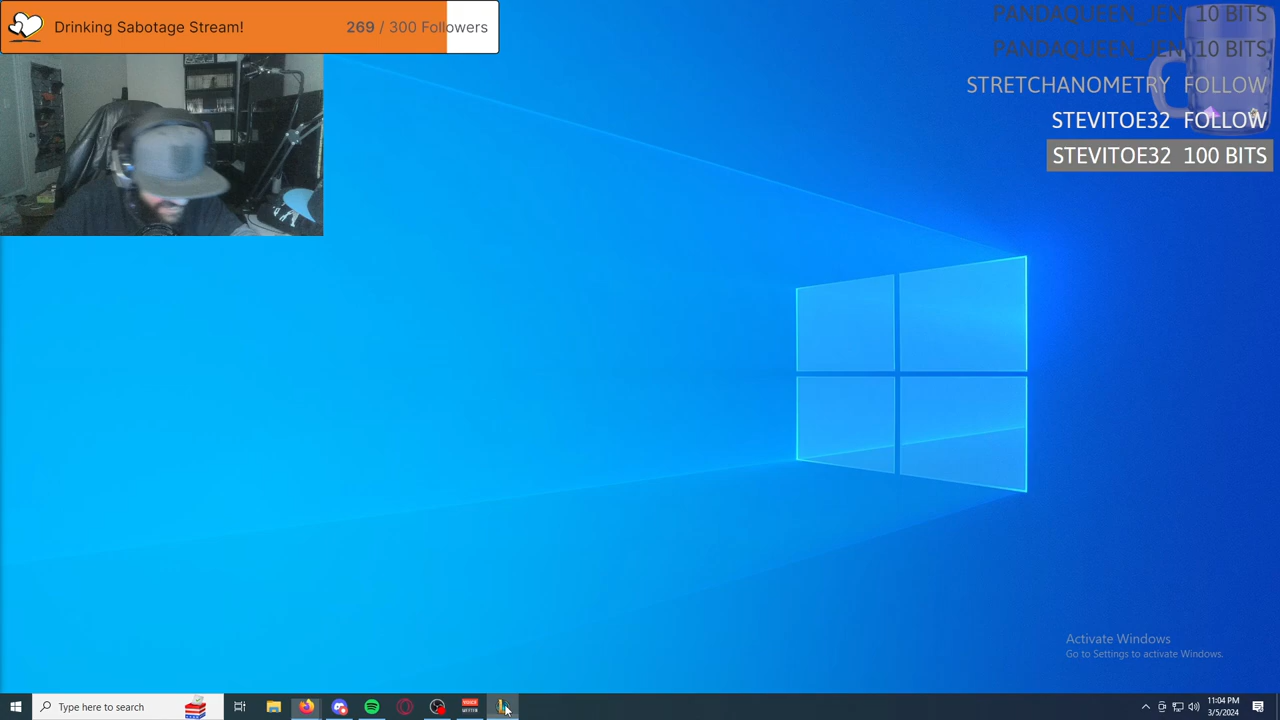 Drinking Sabotage Stream!
269 / 300 Followers
PANDAQUEEN_JEN 10 BITS
PANDAQUEEN_JEN 10 BITS
STRETCHANOMETRY FOLLOW
STEVITOE32 FOLLOW
STEVITOE32 100 BITS
Activate Windows
Go to Settings to activate Windows.
Type here to search
11:04 PM
3/5/2024